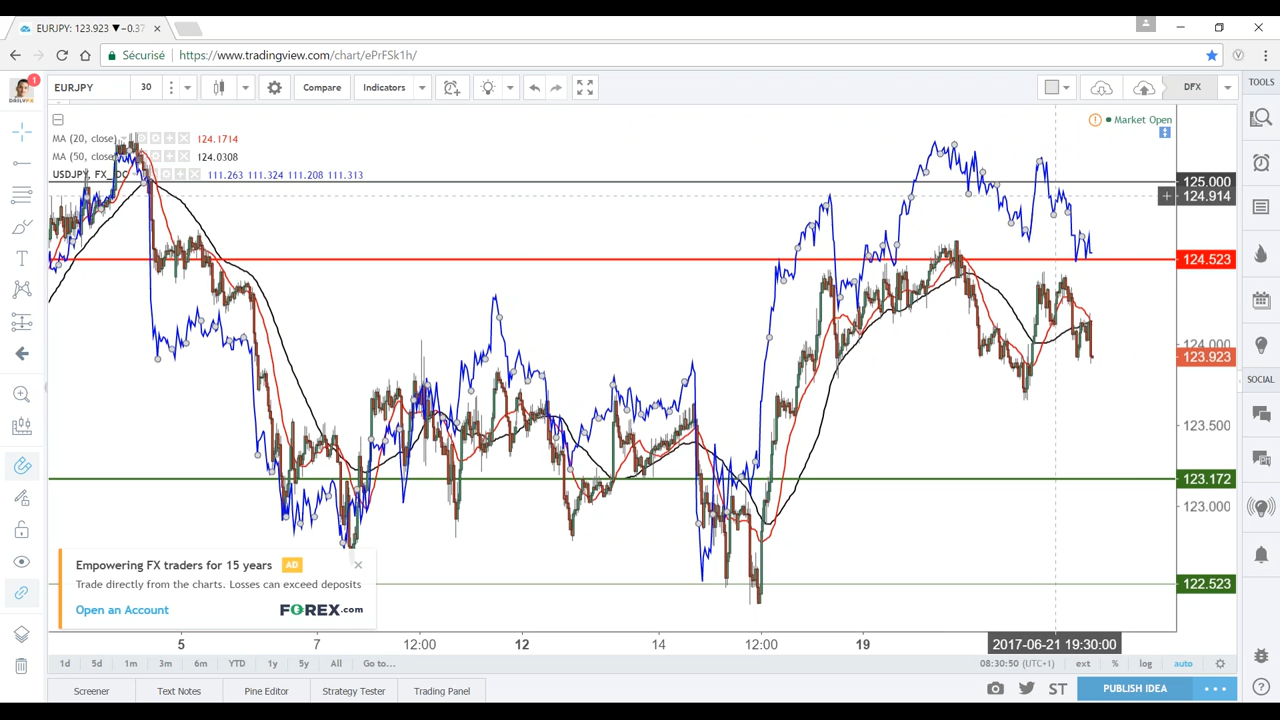 EURJPY: 123.923 ▼−0.37
Sécurisé https://www.tradingview.com/chart/ePrFSk1h/
EURJPY 30 Compare Indicators DFX TOOLS
1
DAILYFX
Market Open
MA (20, close) 124.1714
MA (50, close) 124.0308
USDJPY, FX_IDC 111.263 111.324 111.208 111.313
125.000
124.914
124.523
124.000
123.923
SOCIAL
123.500
123.172
123.000
122.523
Empowering FX traders for 15 years AD
Trade directly from the charts. Losses can exceed deposits
Open an Account FOREX.com
5 7 12:00 12 14 12:00 19 2017-06-21 19:30:00
1d 5d 1m 3m 6m YTD 1y 5y All Go to... 08:30:50 (UTC+1) ext % log auto
Screener Text Notes Pine Editor Strategy Tester Trading Panel ST PUBLISH IDEA